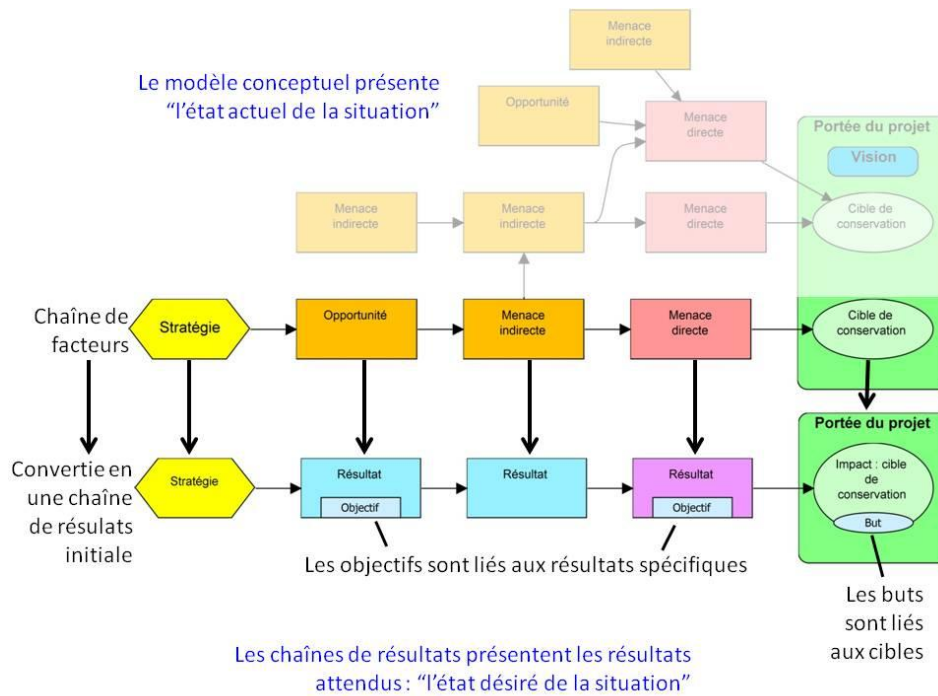 Menace
indirecte
Le modèle conceptuel présente
“l’état actuel de la situation”
Opportunité
Menace
directe
Portée du projet
Vision
Menace
indirecte
Menace
indirecte
Menace
directe
Cible de
conservation
Chaîne de
facteurs
Stratégie
Opportunité
Menace
indirecte
Menace
directe
Cible de
conservation
Portée du projet
Convertie en
une chaîne
de résulats
initiale
Stratégie
Résultat
Objectif
Résultat
Résultat
Objectif
Impact : cible
de
conservation
But
Les objectifs sont liés aux résultats spécifiques
Les buts
sont liés
aux cibles
Les chaînes de résultats présentent les résultats
attendus : “l’état désiré de la situation”